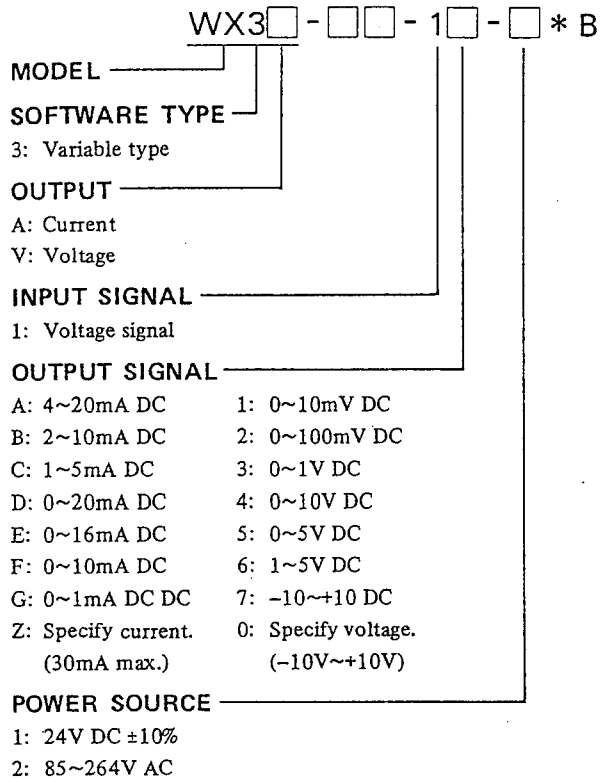 WX3□-□□-1□-□*B
MODEL
SOFTWARE TYPE
3: Variable type
OUTPUT
A: Current
V: Voltage
INPUT SIGNAL
1: Voltage signal
OUTPUT SIGNAL
A: 4~20mA DC 1: 0~10mV DC
B: 2~10mA DC 2: 0~100mV DC
C: 1~5mA DC 3: 0~1V DC
D: 0~20mA DC 4: 0~10V DC
E: 0~16mA DC 5: 0~5V DC
F: 0~10mA DC 6: 1~5V DC
G: 0~1mA DC DC 7: –10~+10 DC
Z: Specify current. 0: Specify voltage.
(30mA max.) (–10V~+10V)
POWER SOURCE
1: 24V DC ±10%
2: 85~264V AC